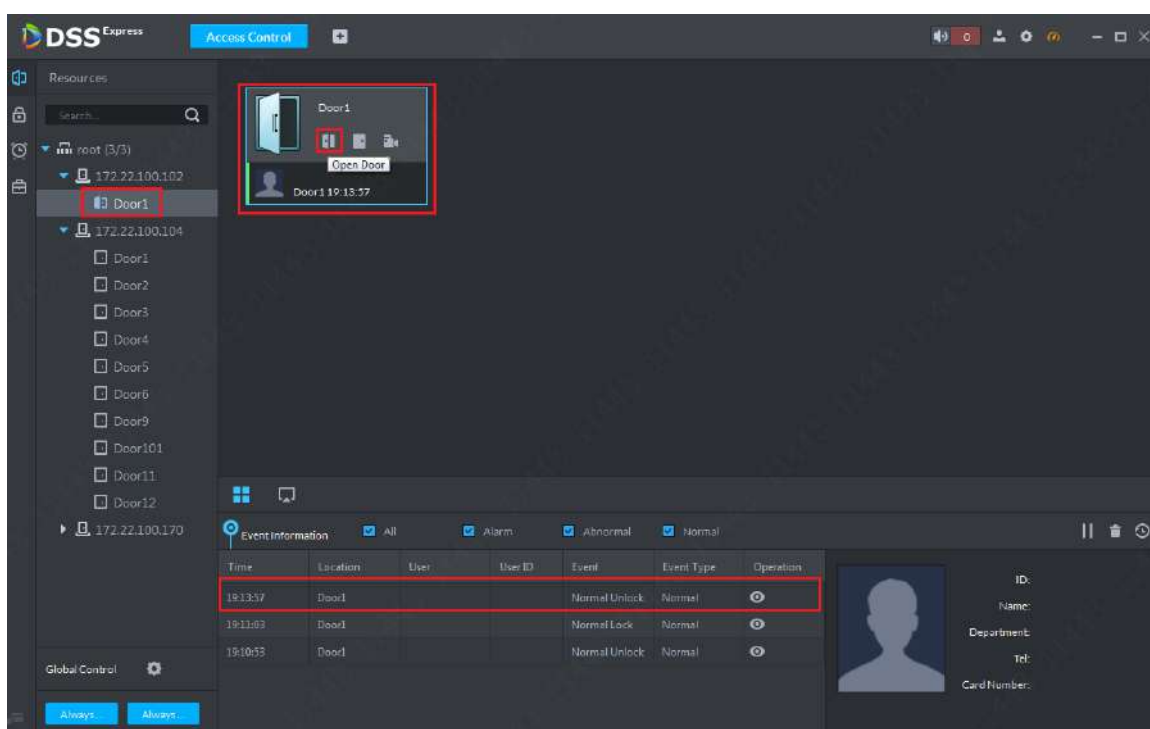 DSS Express Access Control 0
Resources
Search...
root (3/3)
172.22.100.102
Door1
172.22.100.104
Door1
Door2
Door3
Door4
Door5
Door6
Door9
Door101
Door11
Door12
172.22.100.170
Global Control
Always... Always...
Door1
Open Door
Door1 19:13:57
Event Information All Alarm Abnormal Normal
Time Location User User ID Event Event Type Operation
19:13:57 Door1 Normal Unlock Normal
19:11:03 Door1 Normal Lock Normal
19:10:53 Door1 Normal Unlock Normal
ID:
Name:
Department:
Tel:
Card Number: